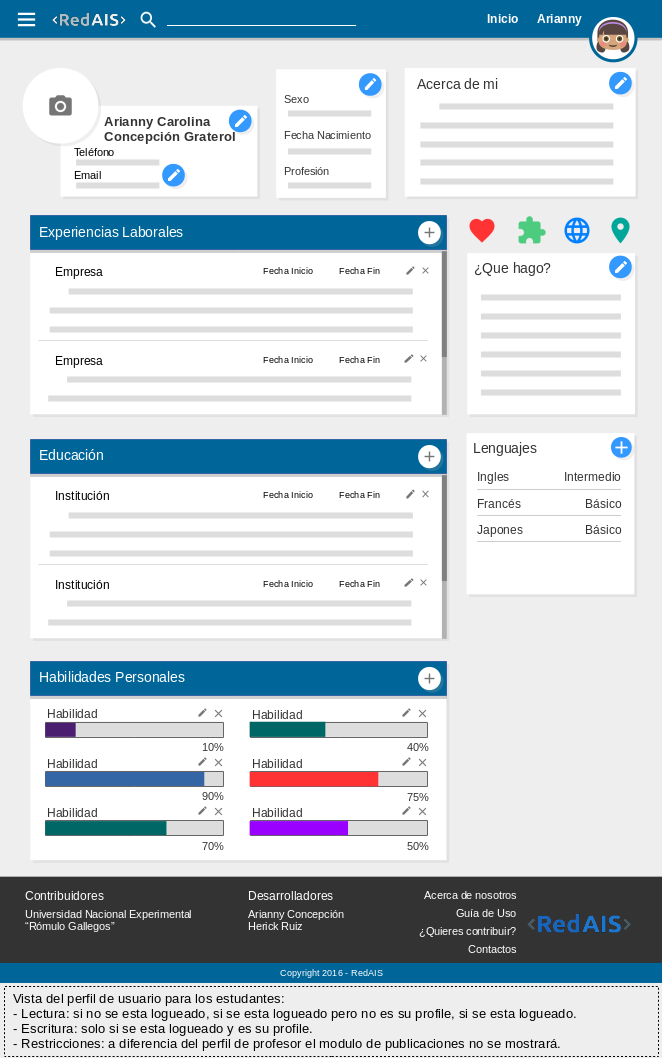 <RedAIS>
Inicio Arianny
Arianny Carolina
Concepción Graterol
Teléfono
Email
Sexo
Fecha Nacimiento
Profesión
Acerca de mi
Experiencias Laborales
Empresa Fecha Inicio Fecha Fin
Empresa Fecha Inicio Fecha Fin
¿Que hago?
Educación
Institución Fecha Inicio Fecha Fin
Institución Fecha Inicio Fecha Fin
Lenguajes
Ingles Intermedio
Francés Básico
Japones Básico
Habilidades Personales
Habilidad
10%
Habilidad
40%
Habilidad
90%
Habilidad
75%
Habilidad
70%
Habilidad
50%
Contribuidores
Universidad Nacional Experimental
“Rómulo Gallegos”
Desarrolladores
Arianny Concepción
Herick Ruiz
Acerca de nosotros
Guía de Uso
¿Quieres contribuir?
Contactos
<RedAIS>
Copyright 2016 - RedAIS
Vista del perfil de usuario para los estudiantes:
- Lectura: si no se esta logueado, si se esta logueado pero no es su profile, si se esta logueado.
- Escritura: solo si se esta logueado y es su profile.
- Restricciones: a diferencia del perfil de profesor el modulo de publicaciones no se mostrará.